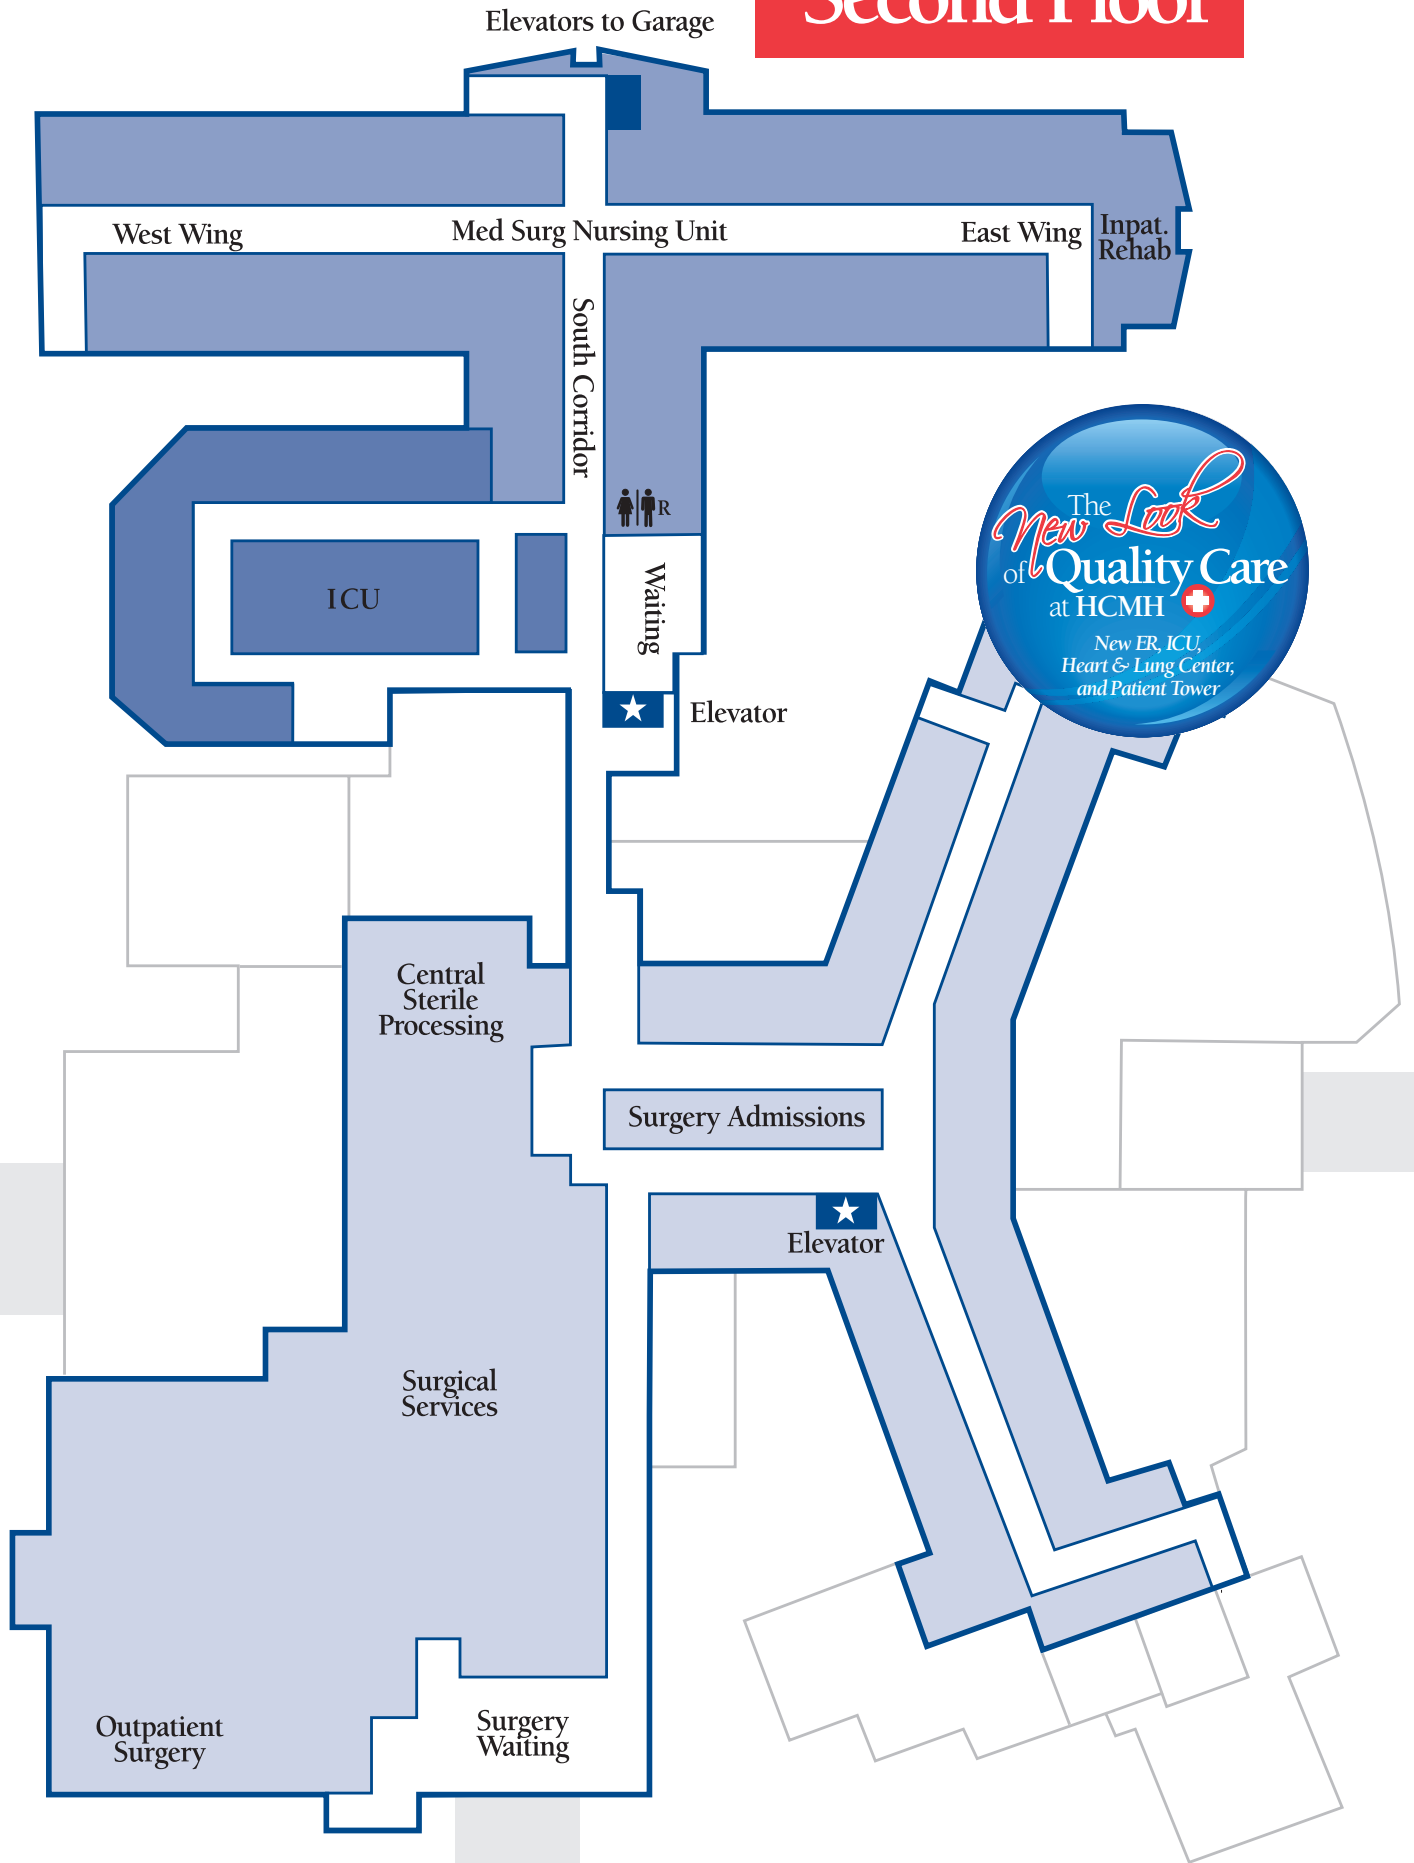 Second Floor
Elevators to Garage
West Wing
Med Surg Nursing Unit
East Wing
Inpat.
Rehab
South Corridor
R
ICU
Waiting
Elevator
The
New Look
of Quality Care
at HCMH
New ER, ICU,
Heart & Lung Center,
and Patient Tower
Central
Sterile
Processing
Surgery Admissions
Elevator
Surgical
Services
Outpatient
Surgery
Surgery
Waiting